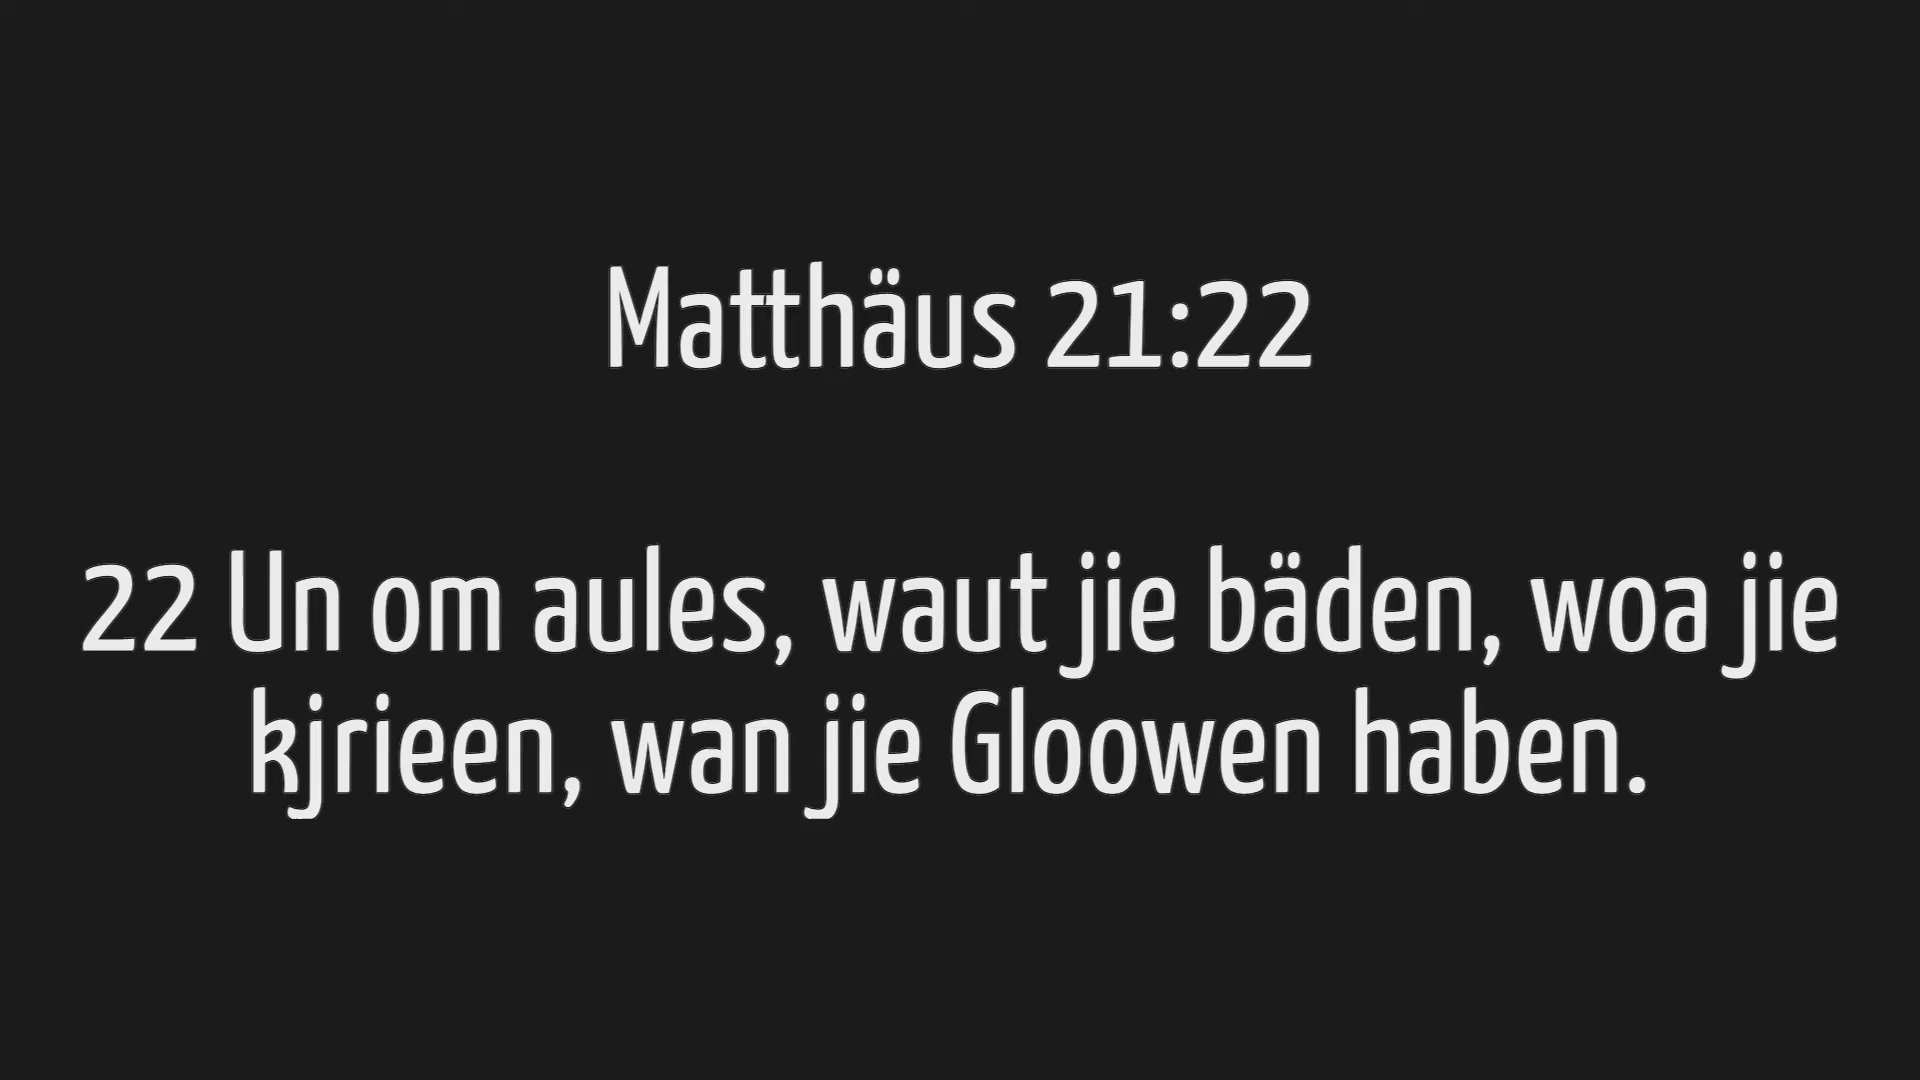 Matthäus 21:22
22 Un om aules, waut jie bäden, woa jie
kjrieen, wan jie Gloowen haben.